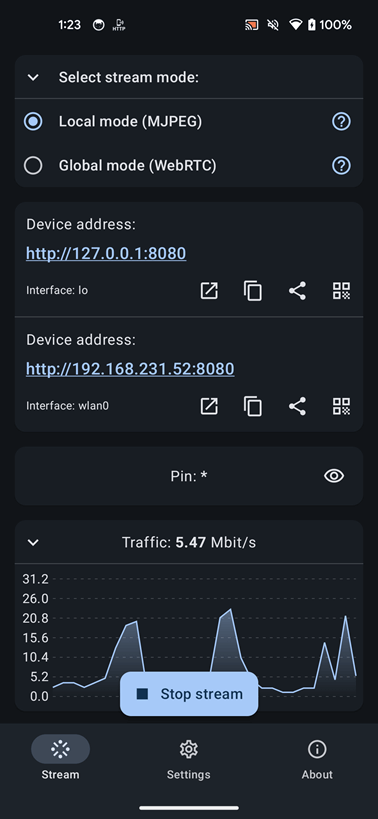 1:23 HTTP 100%
Select stream mode:
Local mode (MJPEG)
Global mode (WebRTC)
Device address:
http://127.0.0.1:8080
Interface: lo
Device address:
http://192.168.231.52:8080
Interface: wlan0
Pin: *
Traffic: 5.47 Mbit/s
31.2
26.0
20.8
15.6
10.4
5.2
0.0
Stop stream
Stream Settings About